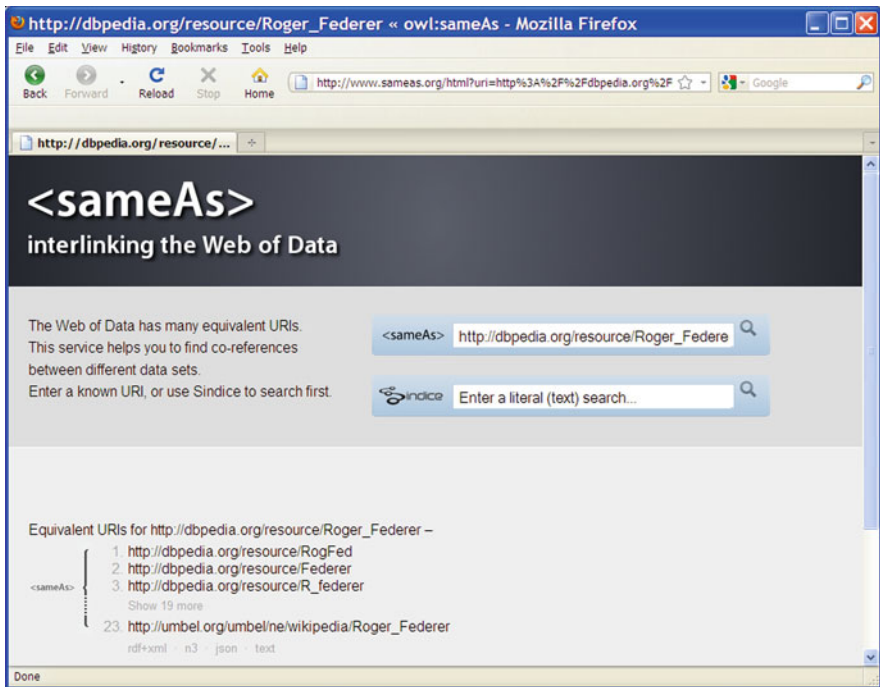 http://dbpedia.org/resource/Roger_Federer « owl:sameAs - Mozilla Firefox
File Edit View History Bookmarks Tools Help
Back Forward Reload Stop Home http://www.sameas.org/html?uri=http%3A%2F%2Fdbpedia.org%2F Google
http://dbpedia.org/resource/...
<sameAs>
interlinking the Web of Data
The Web of Data has many equivalent URIs.
This service helps you to find co-references
between different data sets.
Enter a known URI, or use Sindice to search first.
<sameAs> http://dbpedia.org/resource/Roger_Federe
Sindice Enter a literal (text) search...
Equivalent URIs for http://dbpedia.org/resource/Roger_Federer –
<sameAs>
1. http://dbpedia.org/resource/RogFed
2. http://dbpedia.org/resource/Federer
3. http://dbpedia.org/resource/R_federer
Show 19 more
23. http://umbel.org/umbel/ne/wikipedia/Roger_Federer
rdf+xml · n3 · json · text
Done